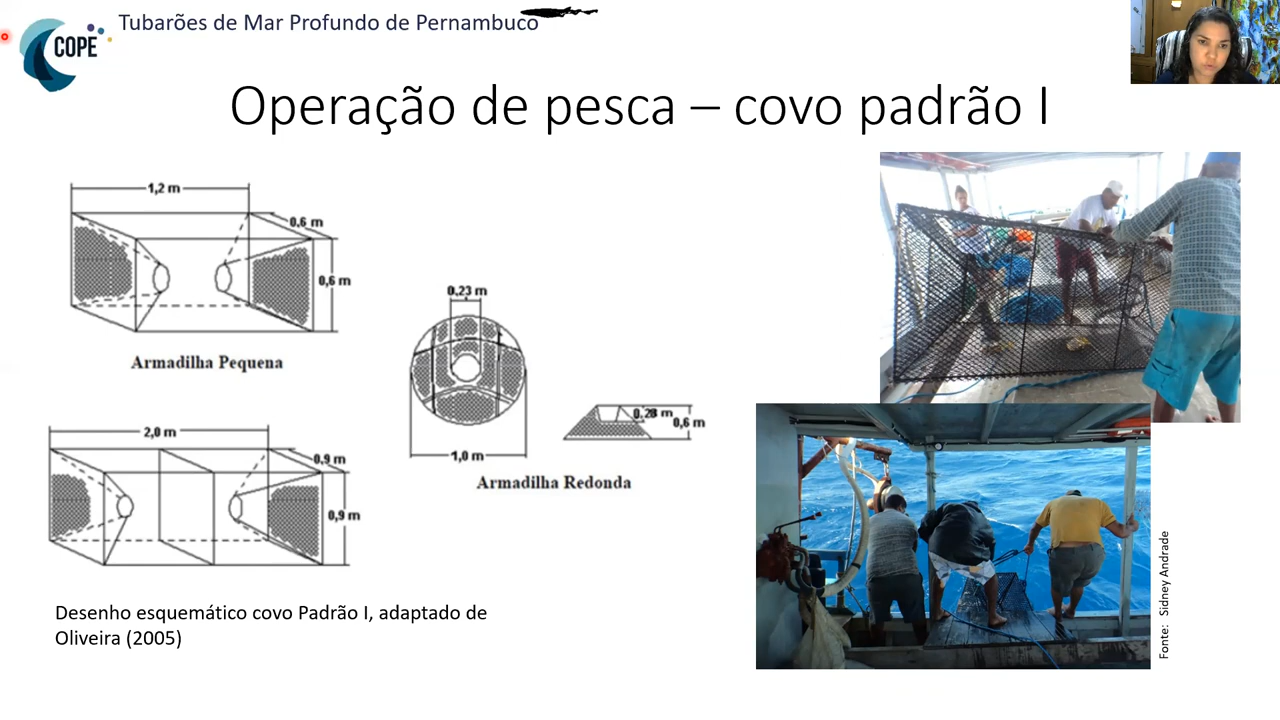 Tubarões de Mar Profundo de Pernambuco
COPE
Operação de pesca – covo padrão I
1,2 m
0.6 m
0,6 m
Armadilha Pequena
0.23 m
0.28 m
0,6 m
1,0 m
Armadilha Redonda
2,0 m
0.9 m
0,9 m
Desenho esquemático covo Padrão I, adaptado de
Oliveira (2005)
Fonte: Sidney Andrade